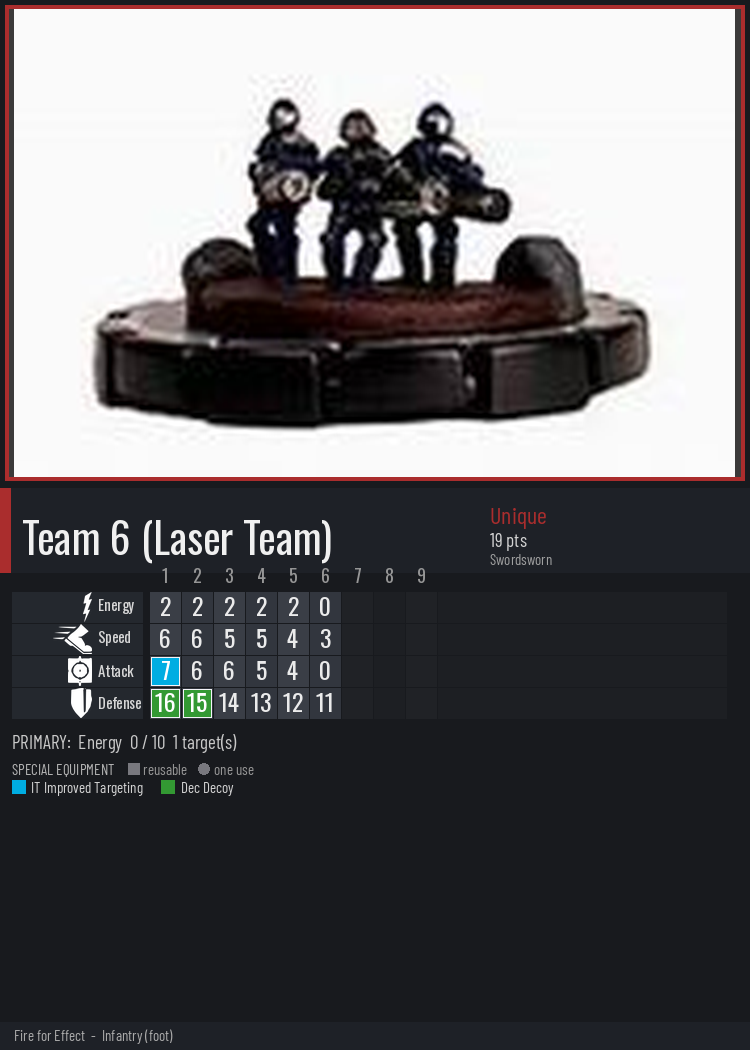 Team 6 (Laser Team)
Unique
19 pts
Swordsworn
1 2 3 4 5 6 7 8 9
Energy 2 2 2 2 2 0
Speed 6 6 5 5 4 3
Attack 7 6 6 5 4 0
Defense 16 15 14 13 12 11
PRIMARY: Energy 0 / 10 1 target(s)
SPECIAL EQUIPMENT reusable one use
IT Improved Targeting Dec Decoy
Fire for Effect - Infantry (foot)